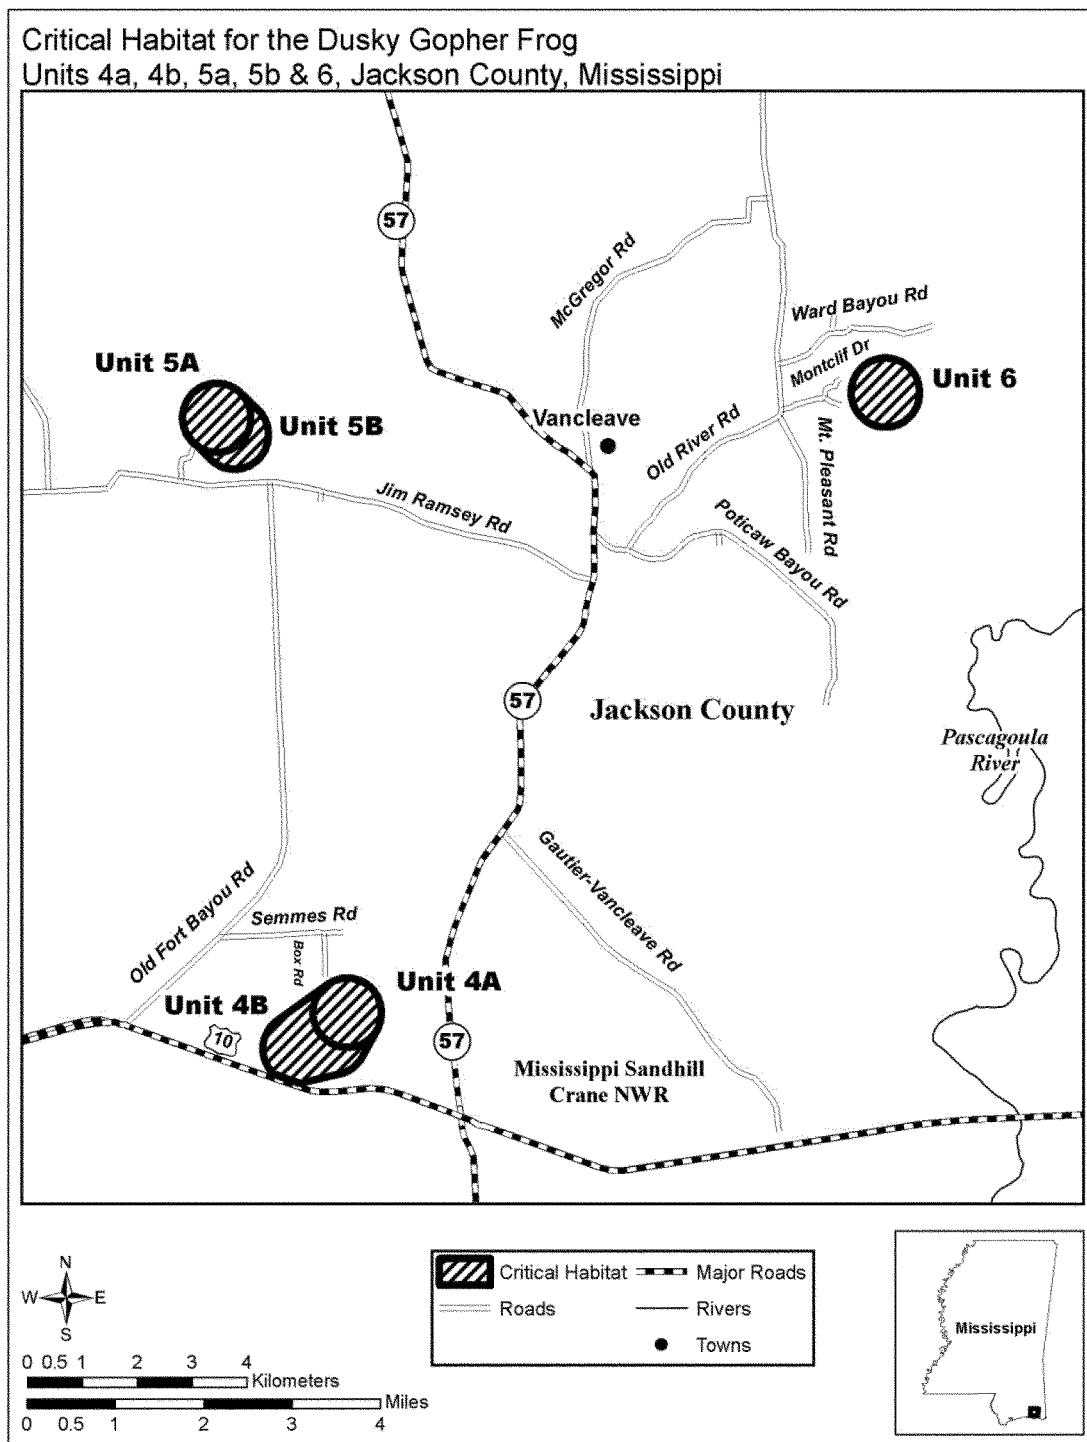 Critical Habitat for the Dusky Gopher Frog
Units 4a, 4b, 5a, 5b & 6, Jackson County, Mississippi
57
McGregor Rd
Ward Bayou Rd
Montclif Dr
Unit 5A
Unit 6
Unit 5B
Vancleave
Old River Rd
Mt. Pleasant Rd
Jim Ramsey Rd
Poticaw Bayou Rd
57
Jackson County
Pascagoula
River
Gautier-Vancleave Rd
Old Fort Bayou Rd
Semmes Rd
Box Rd
Unit 4A
Unit 4B
10
57
Mississippi Sandhill
Crane NWR
N
W E
S
0 0.5 1 2 3 4
Kilometers
Miles
0 0.5 1 2 3 4
Critical Habitat
Major Roads
Roads
Rivers
Towns
Mississippi